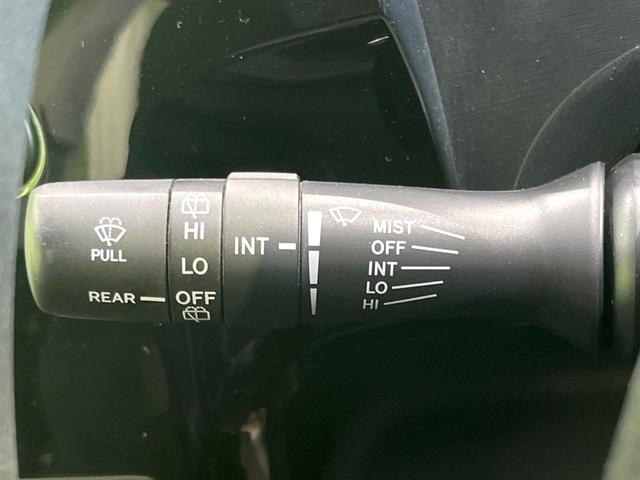 PULL
REAR
HI
LO
OFF
INT
MIST
OFF
INT
LO
HI